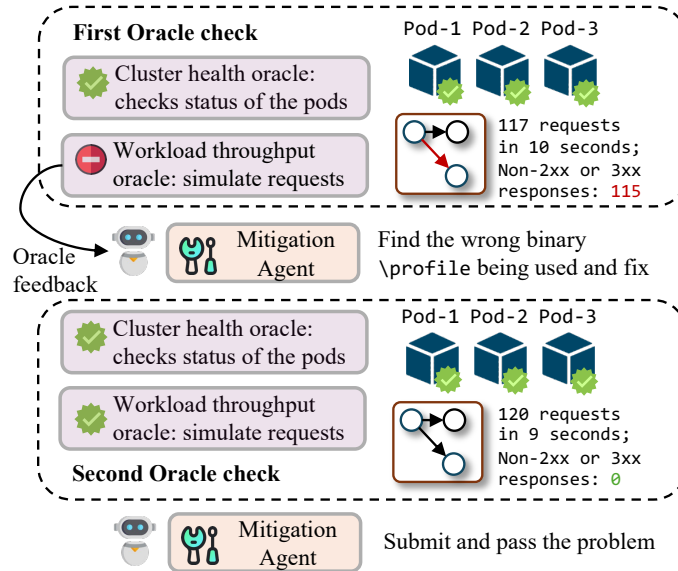 First Oracle check
Pod-1 Pod-2 Pod-3
Cluster health oracle:
checks status of the pods
Workload throughput
oracle: simulate requests
117 requests
in 10 seconds;
Non-2xx or 3xx
responses: 115
Oracle
feedback
Mitigation
Agent
Find the wrong binary
\profile being used and fix
Cluster health oracle:
checks status of the pods
Pod-1 Pod-2 Pod-3
Workload throughput
oracle: simulate requests
120 requests
in 9 seconds;
Non-2xx or 3xx
responses: 0
Second Oracle check
Mitigation
Agent
Submit and pass the problem